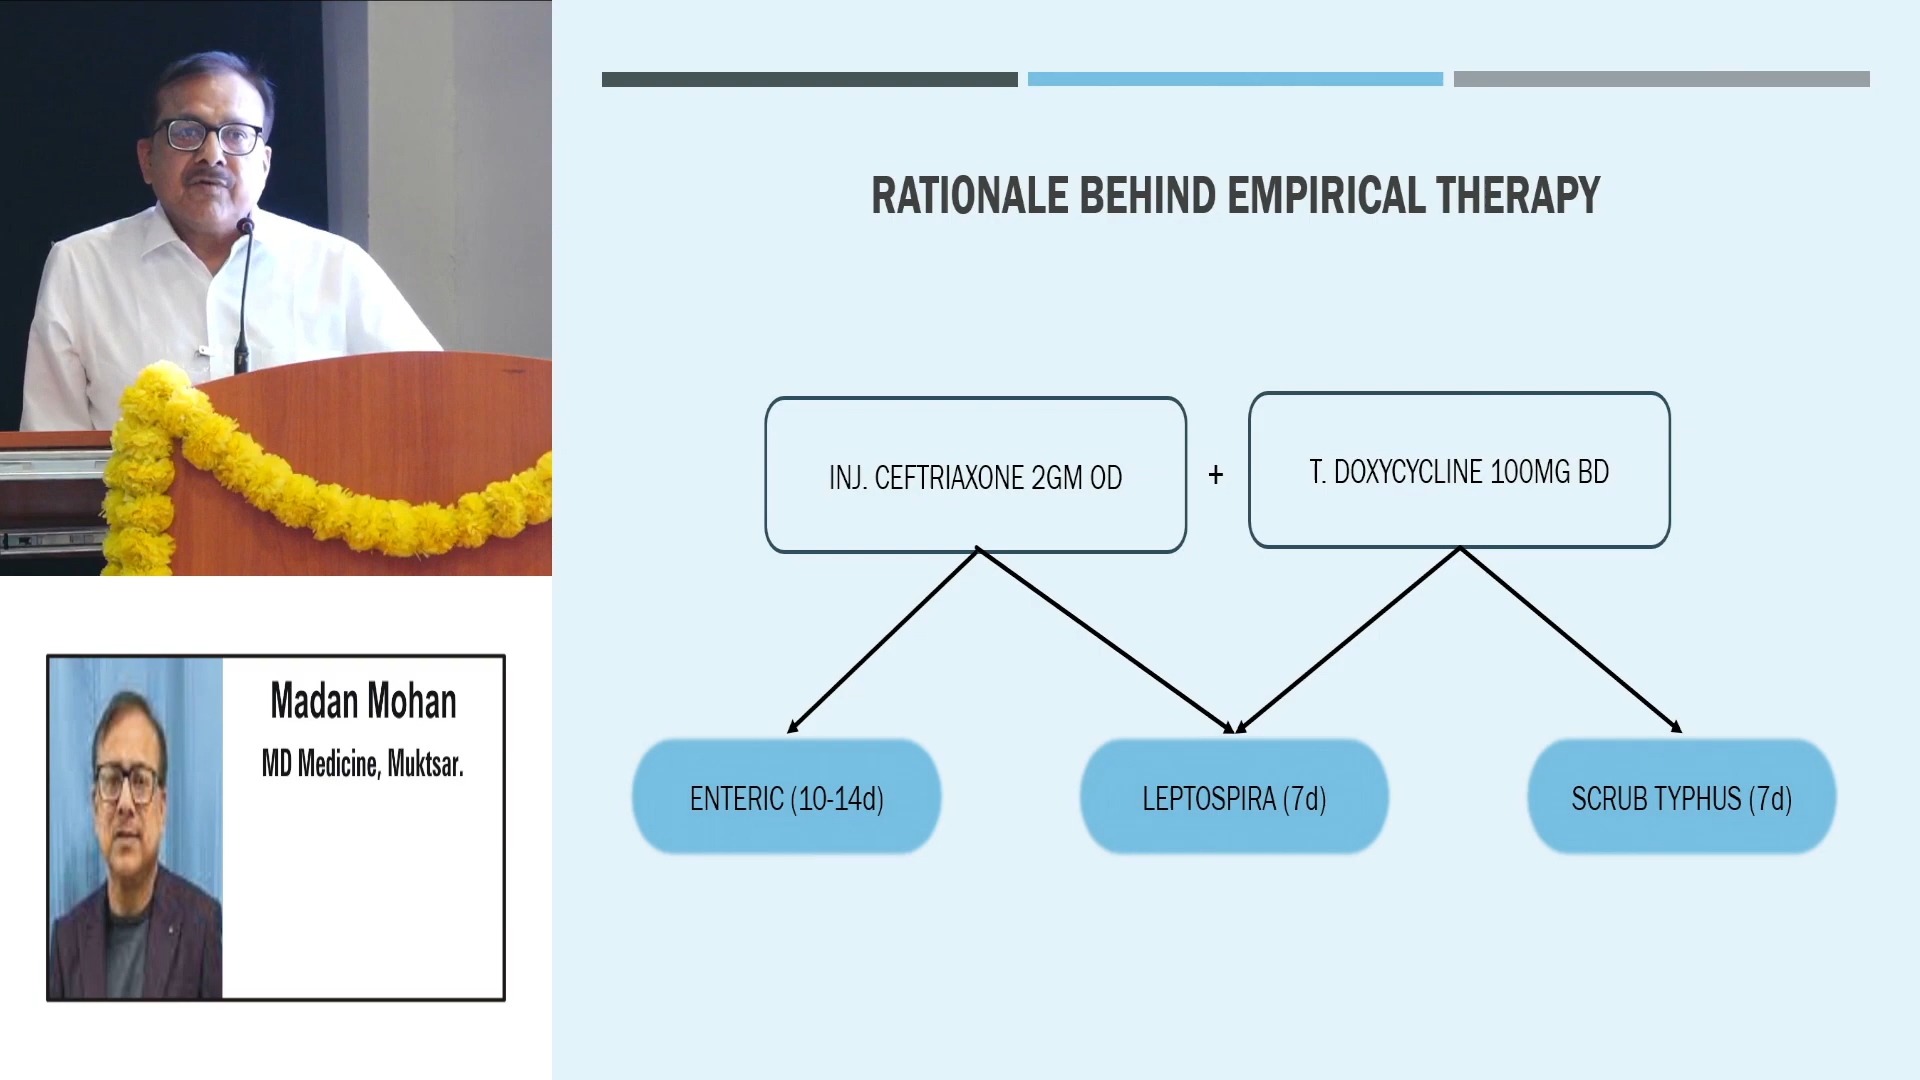 RATIONALE BEHIND EMPIRICAL THERAPY
INJ. CEFTRIAXONE 2GM OD
+
T. DOXYCYCLINE 100MG BD
ENTERIC (10-14d)
LEPTOSPIRA (7d)
SCRUB TYPHUS (7d)
Madan Mohan
MD Medicine, Muktsar.